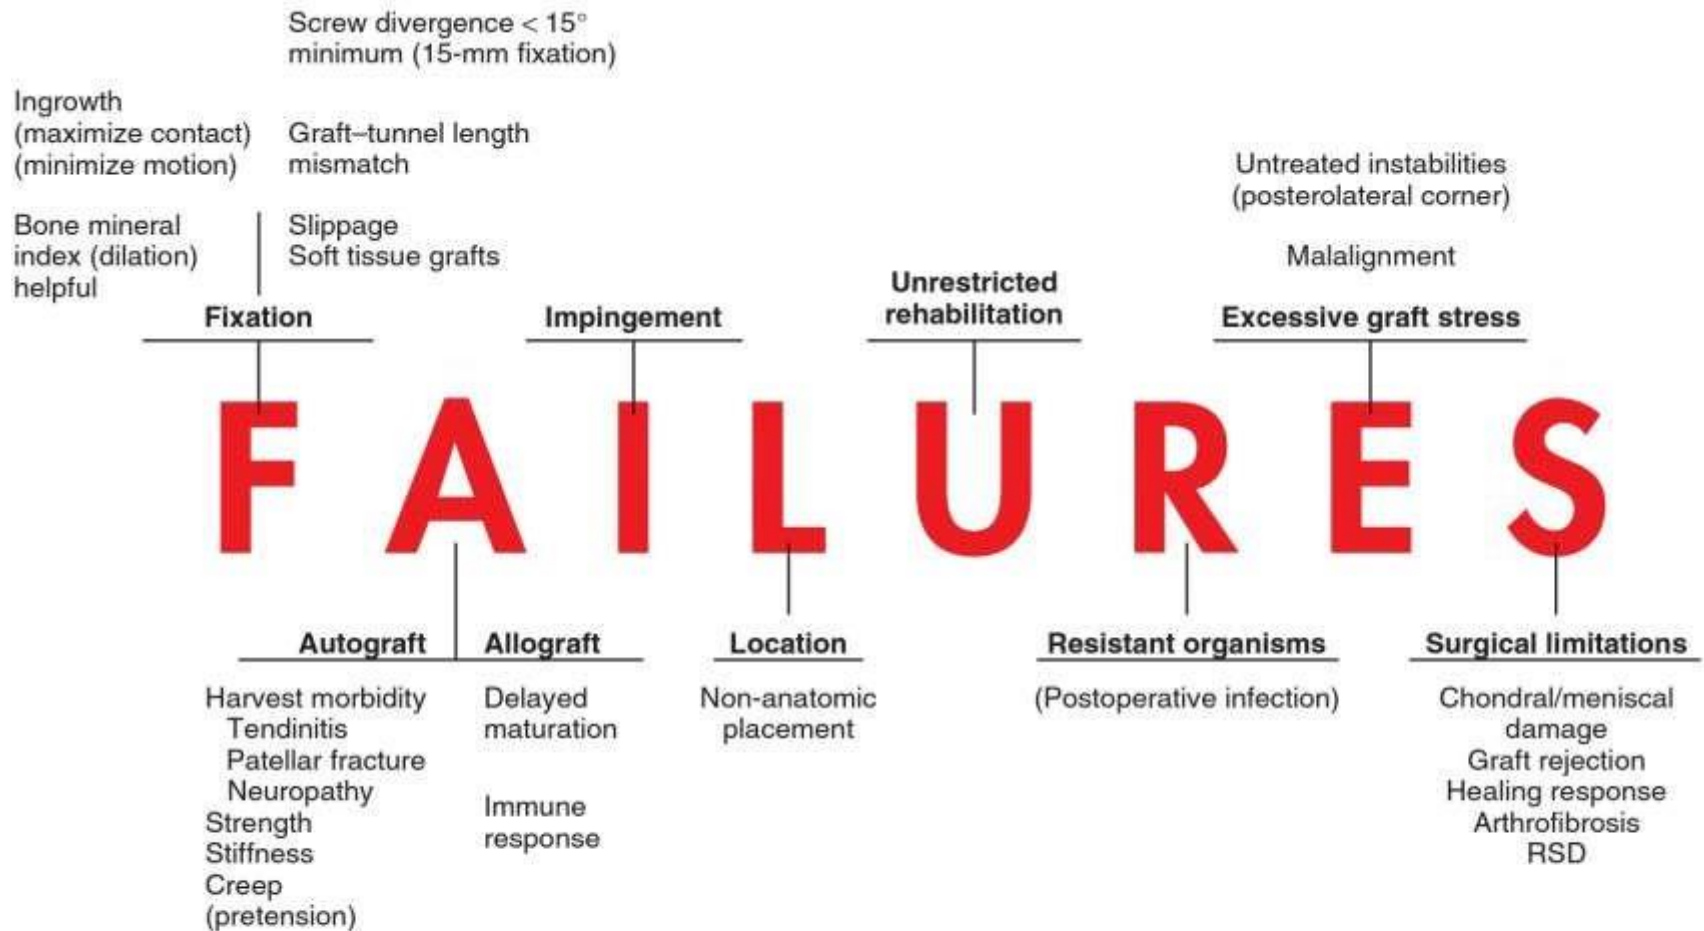 Screw divergence < 15°
minimum (15-mm fixation)
Ingrowth
(maximize contact)
(minimize motion)
Graft–tunnel length
mismatch
Bone mineral
index (dilation)
helpful
Slippage
Soft tissue grafts
Untreated instabilities
(posterolateral corner)
Malalignment
Fixation
Impingement
Unrestricted
rehabilitation
Excessive graft stress
FAILURES
Autograft
Harvest morbidity
Tendinitis
Patellar fracture
Neuropathy
Strength
Stiffness
Creep
(pretension)
Allograft
Delayed
maturation
Immune
response
Location
Non-anatomic
placement
Resistant organisms
(Postoperative infection)
Surgical limitations
Chondral/meniscal
damage
Graft rejection
Healing response
Arthrofibrosis
RSD